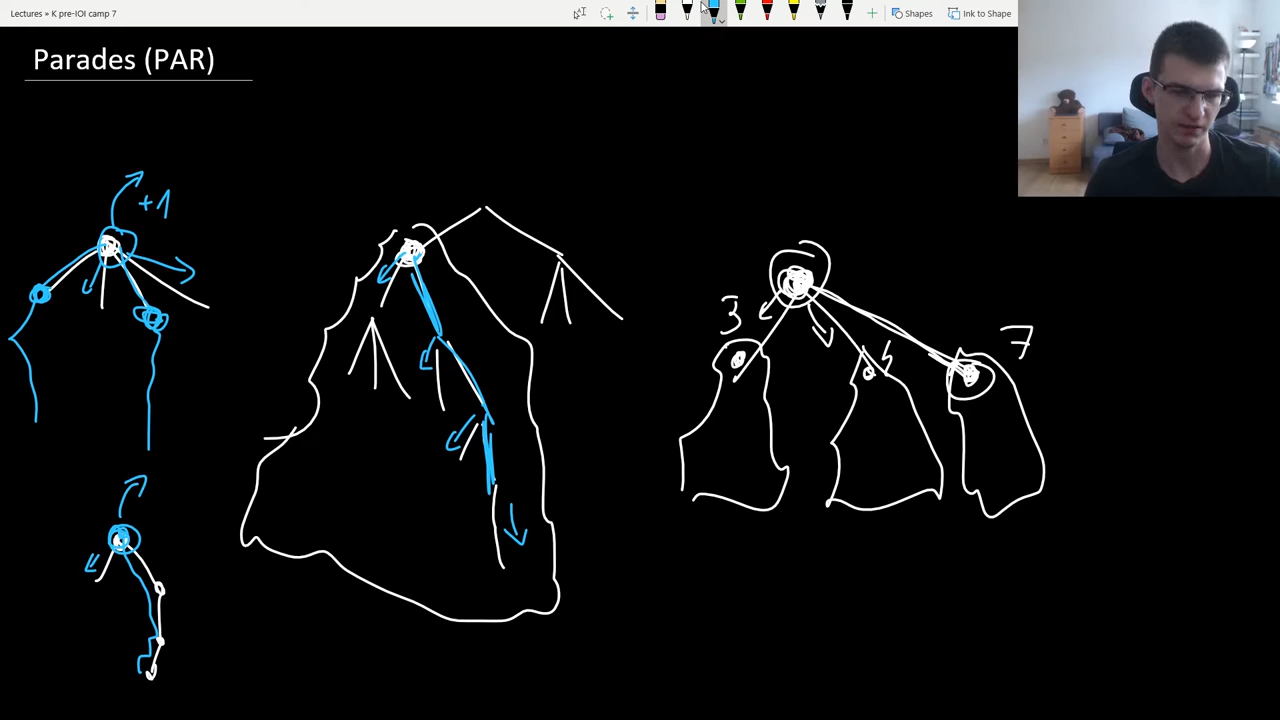 Lectures » K pre-IOI camp 7
Shapes
Ink to Shape
Parades (PAR)
+1
3
7